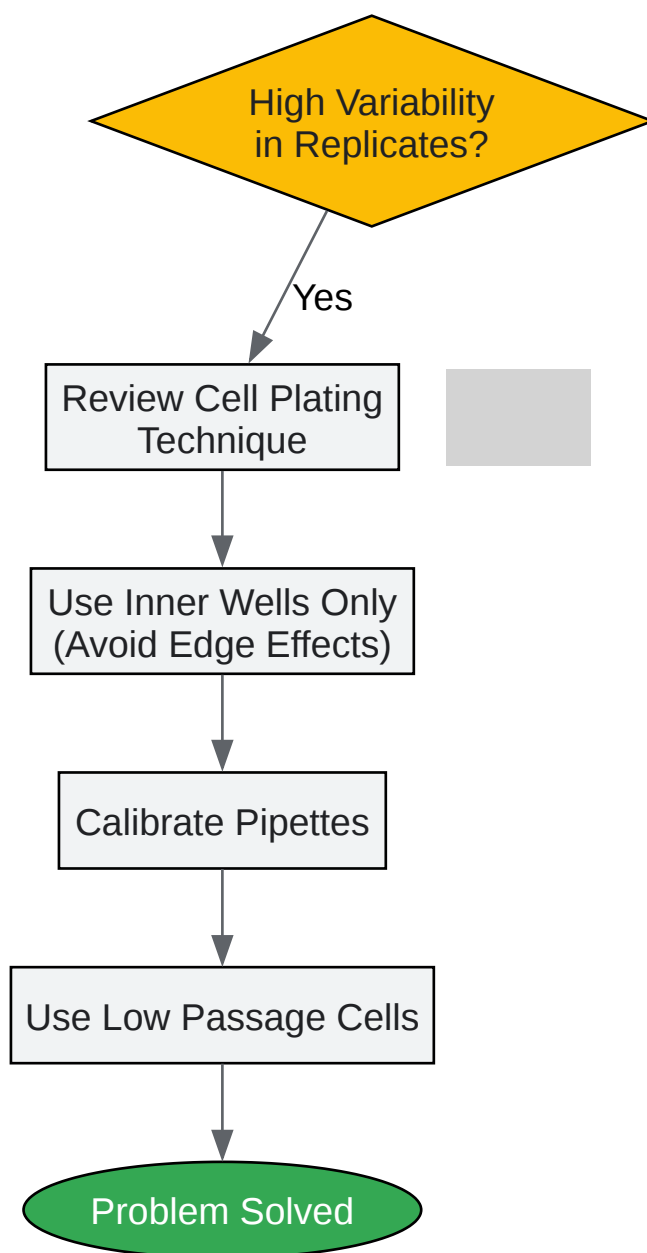 High Variability
in Replicates?
Yes
Review Cell Plating
Technique
Use Inner Wells Only
(Avoid Edge Effects)
Calibrate Pipettes
Use Low Passage Cells
Problem Solved